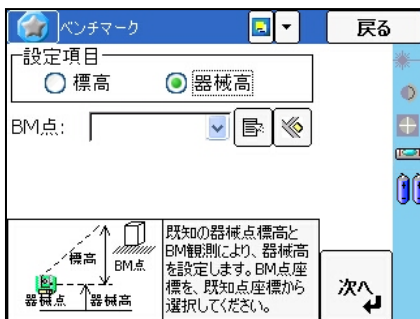 ベンチマーク
戻る
設定項目
標高
器械高
BM点:
標高
BM点
器械点
器械高
既知の器械点標高と
BM観測により、器械高
を設定します。BM点座
標を、既知点座標から
選択してください。
次へ